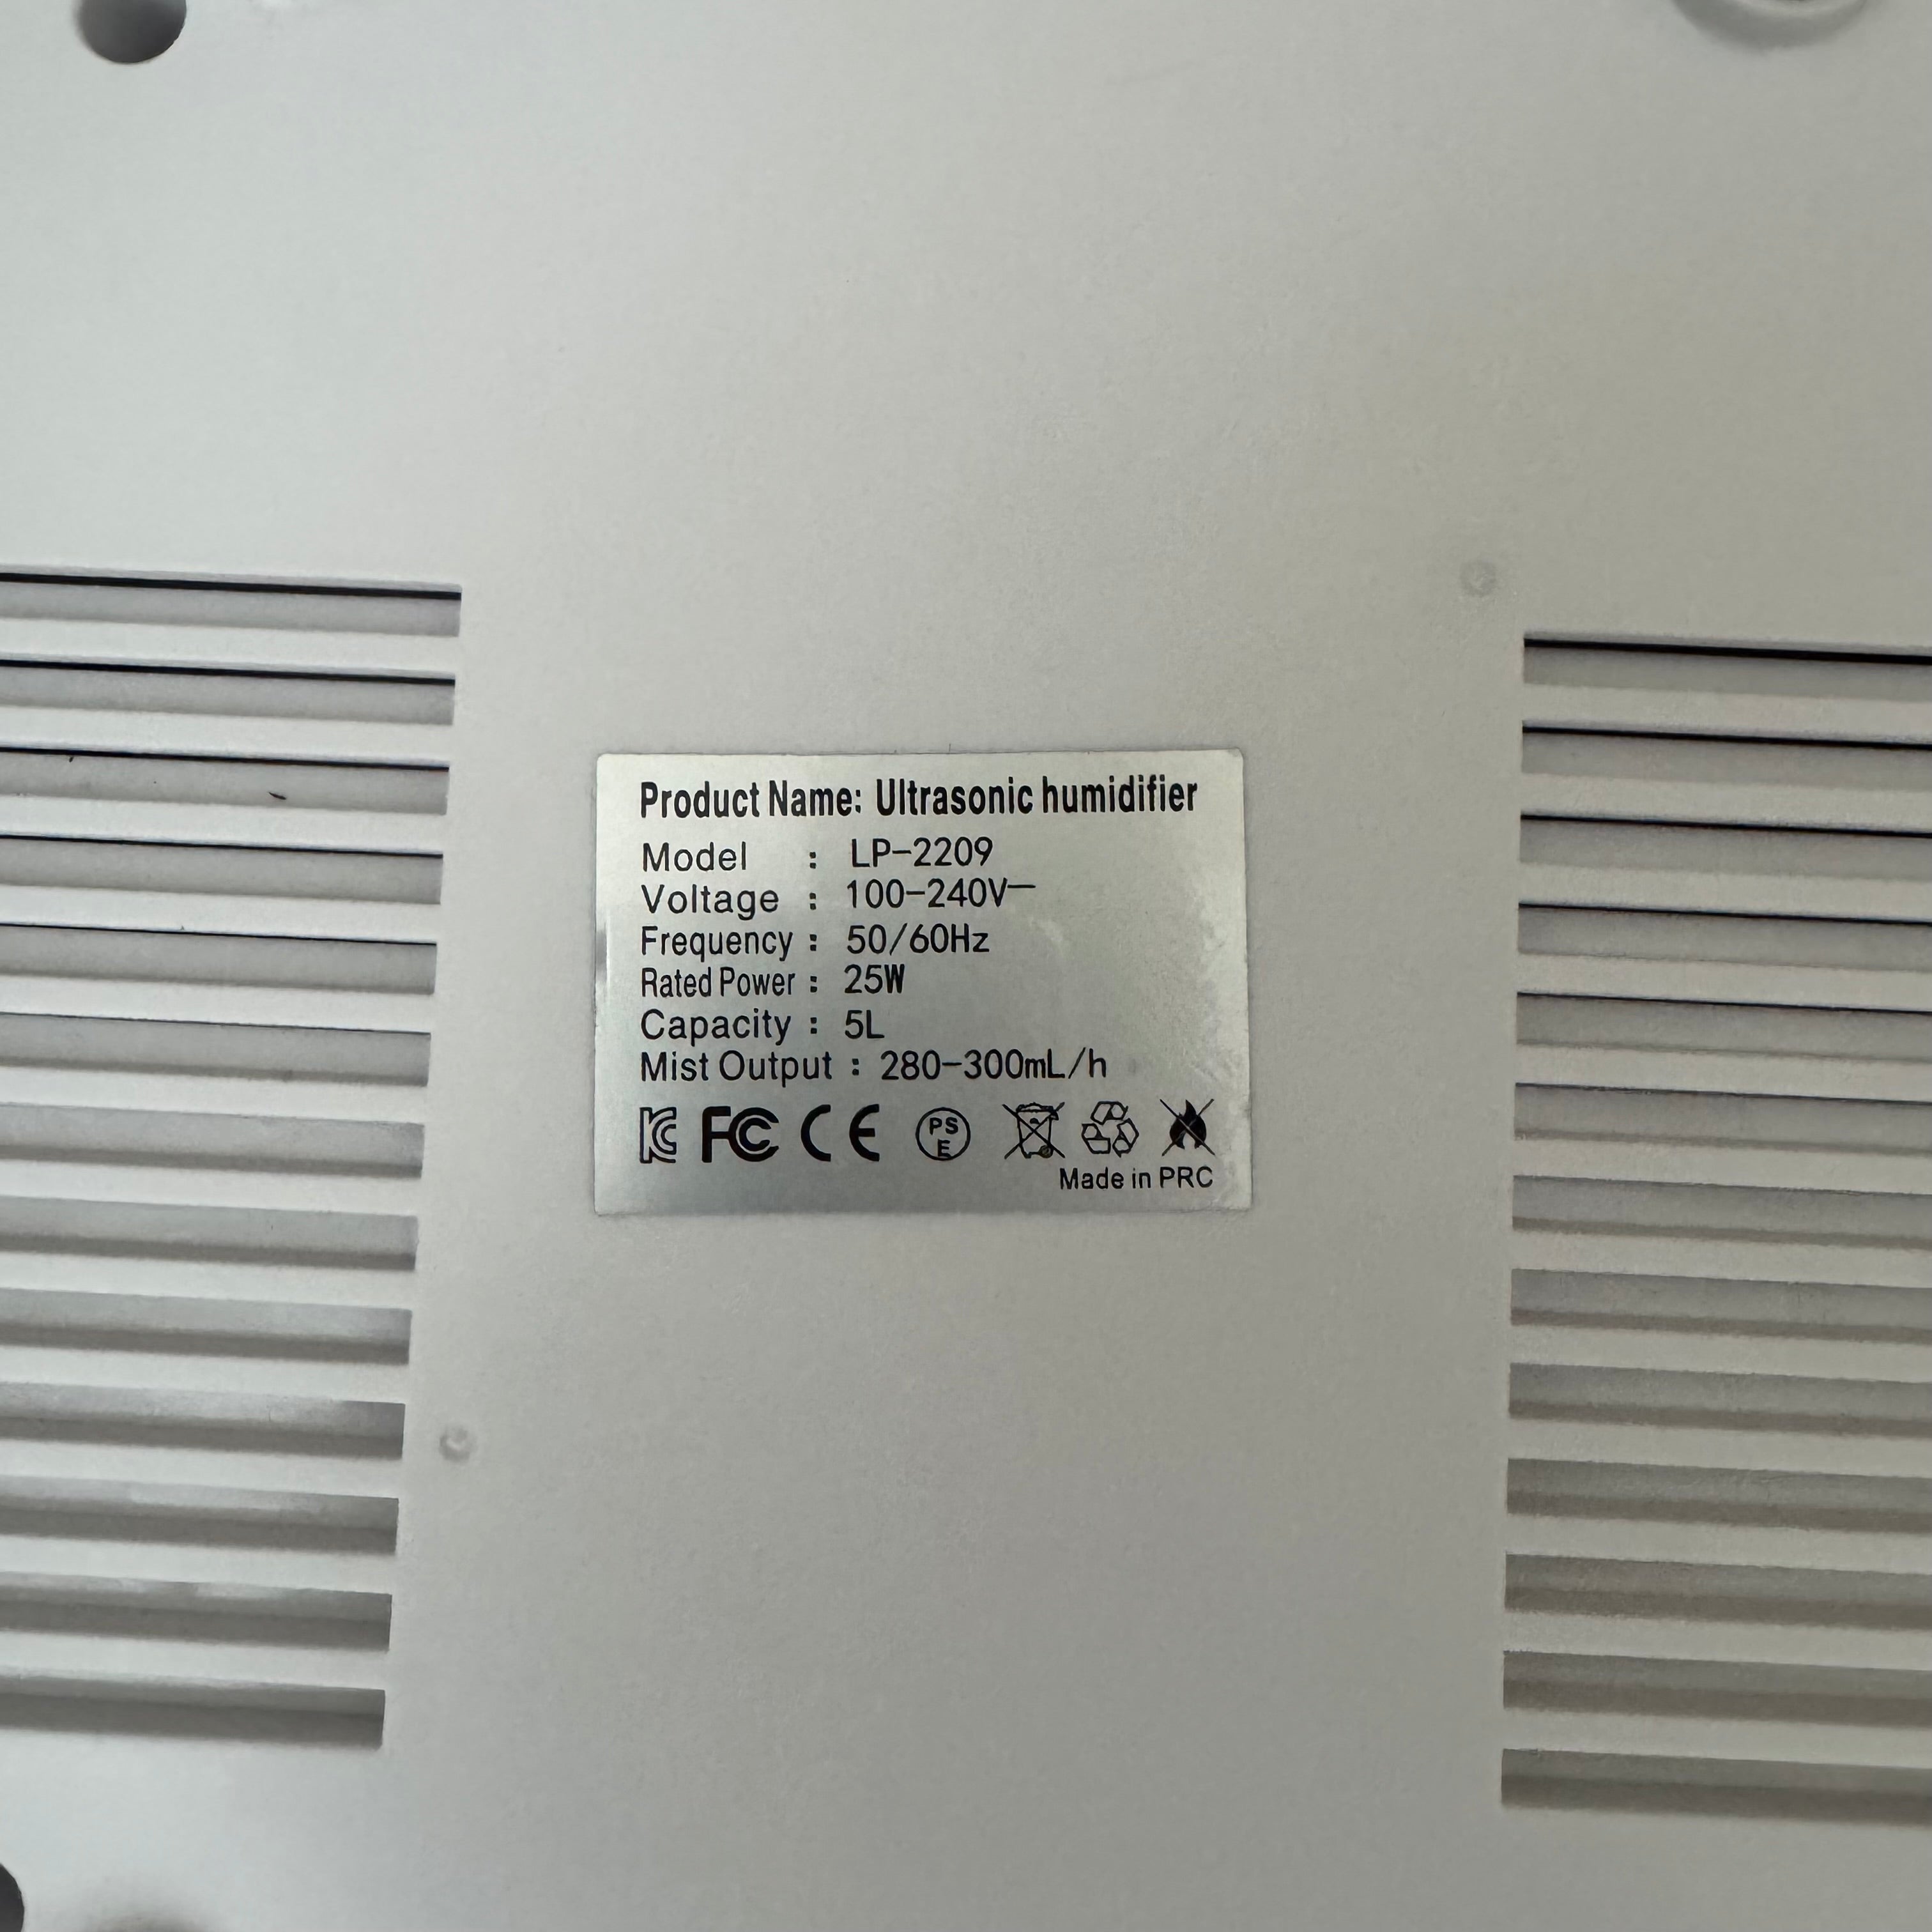 Product Name: Ultrasonic humidifier
Model : LP-2209
Voltage : 100-240V—
Frequency : 50/60Hz
Rated Power : 25W
Capacity : 5L
Mist Output : 280-300mL/h
KC FC CE PS E
Made in PRC